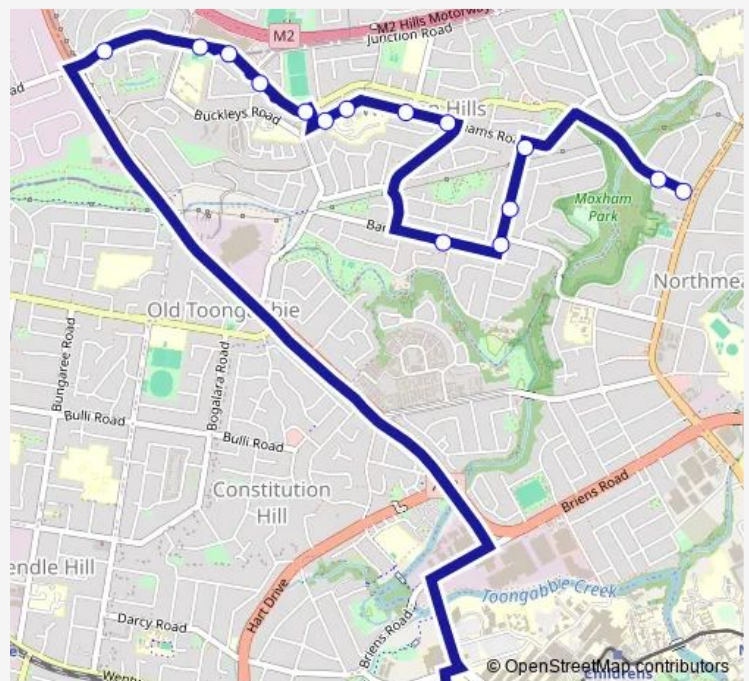 M2
M2 Hills Motorway
Junction Road
Buckleys Road
Hills
Moxham
Park
Northmea
Old Toongabbie
Bungaree Road
Bogalara Road
Bulli Road
Bulli Road
Constitution
Hill
Briens Road
endle Hill
Hart Drive
Toongabbie Creek
Darcy Road
Briens Road
© OpenStreetMap contributors
Childrens